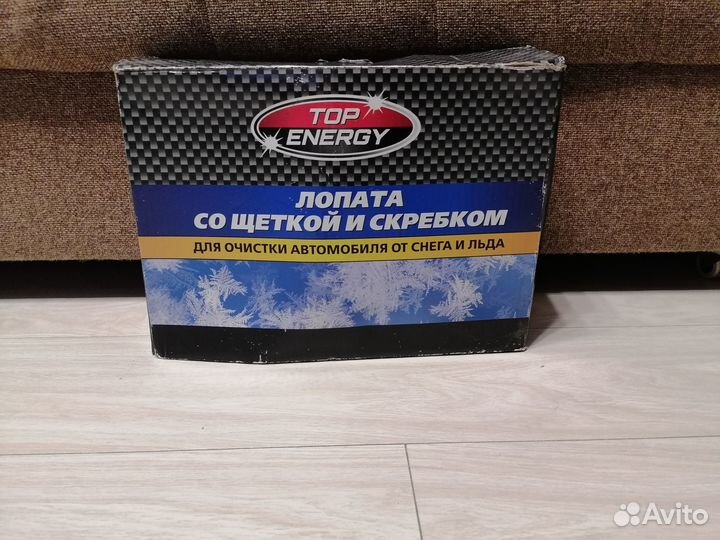 TOP
ENERGY
ЛОПАТА
СО ЩЕТКОЙ И СКРЕБКОМ
ДЛЯ ОЧИСТКИ АВТОМОБИЛЯ ОТ СНЕГА И ЛЬДА
Avito